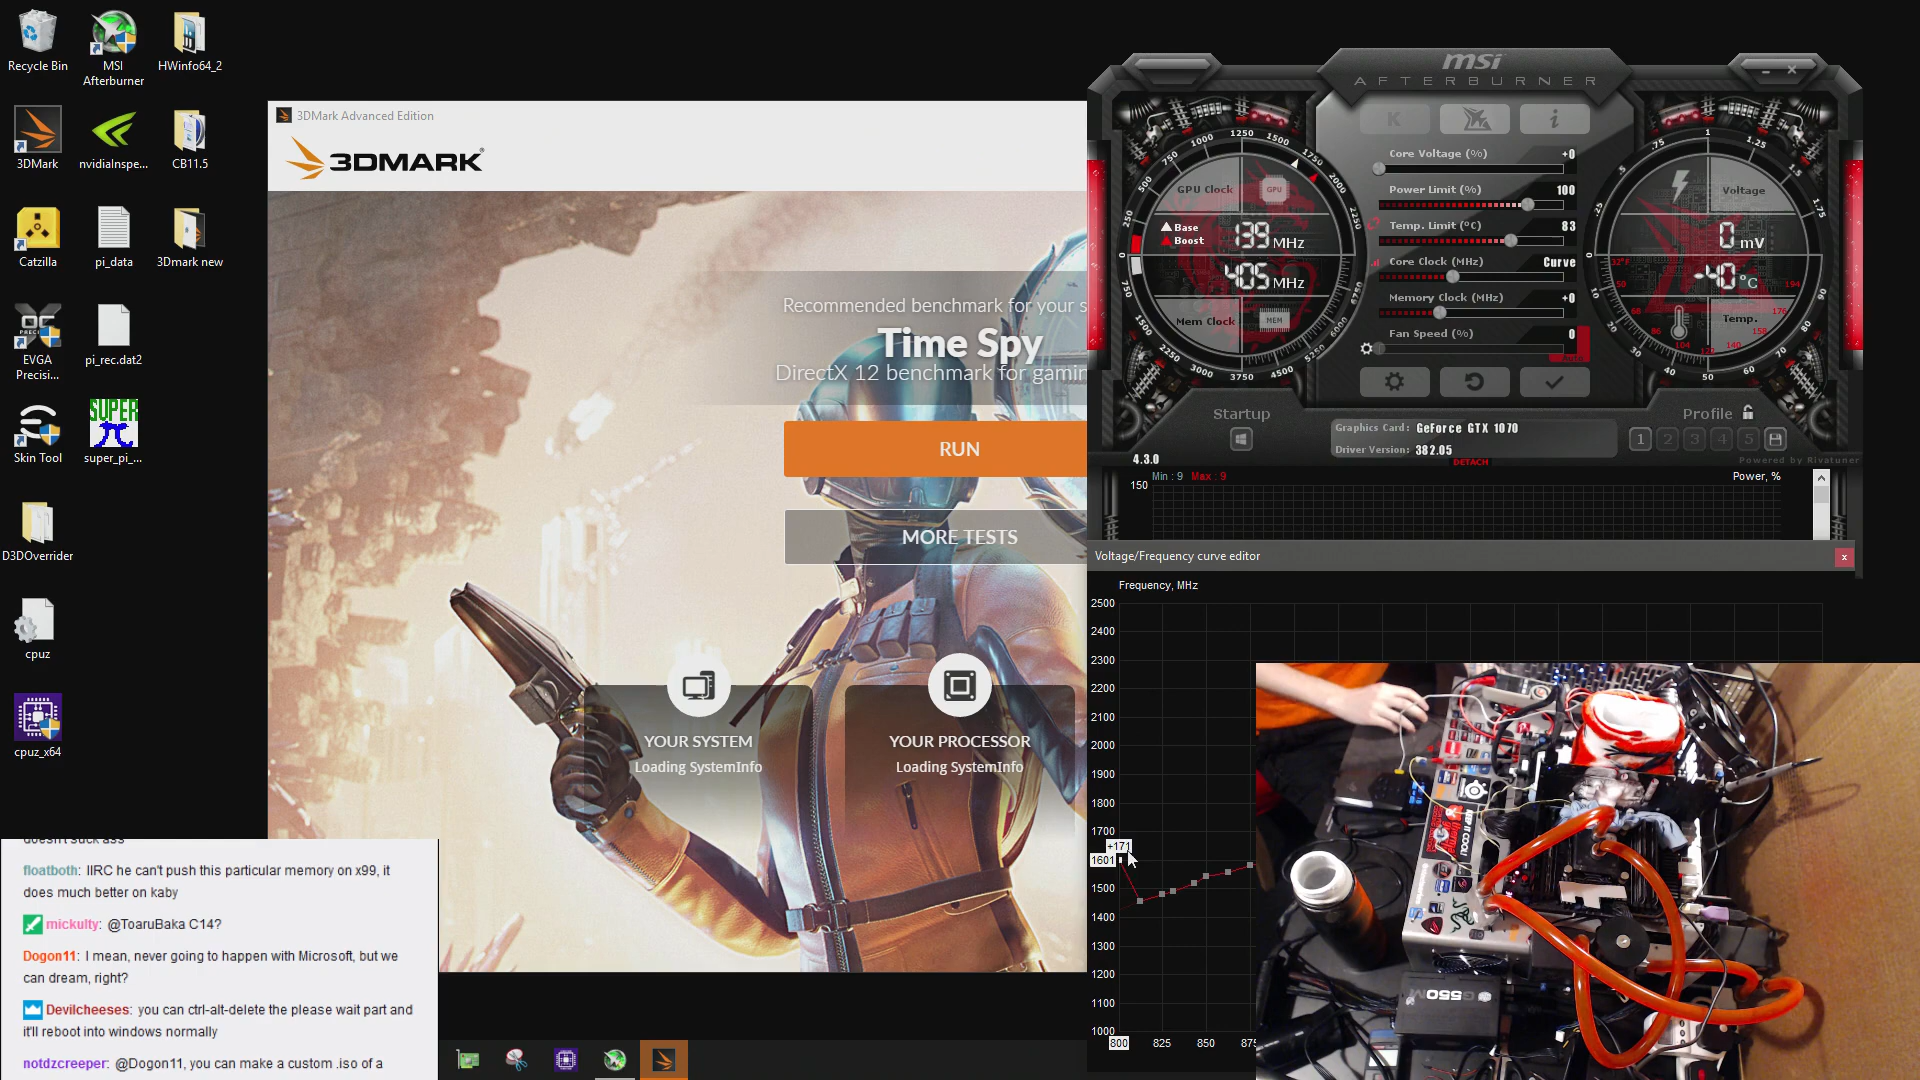 Recycle Bin
MSI Afterburner
HWinfo64_2
3DMark
nvidiaInspe...
CB11.5
Catzilla
pi_data
3Dmark new
EVGA Precisi...
pi_rec.dat2
Skin Tool
super_pi_...
D3DOverrider
cpuz
cpuz_x64
3DMark Advanced Edition
3DMARK
Recommended benchmark for your s
Time Spy
DirectX 12 benchmark for gamin
RUN
MORE TESTS
YOUR SYSTEM
Loading SystemInfo
YOUR PROCESSOR
Loading SystemInfo
floatboth: IIRC he can't push this particular memory on x99, it
does much better on kaby
mickulty: @ToaruBaka C14?
Dogon11: I mean, never going to happen with Microsoft, but we
can dream, right?
Devilcheeses: you can ctrl-alt-delete the please wait part and
it'll reboot into windows normally
notdzcreeper: @Dogon11, you can make a custom .iso of a
msi
AFTERBURNER
K
i
Core Voltage (%) +0
Power Limit (%) 100
Temp. Limit (°C) 83
Core Clock (MHz) Curve
Memory Clock (MHz) +0
Fan Speed (%) 0
Auto
GPU Clock
GPU
Base
Boost
139 MHz
405 MHz
Mem Clock
MEM
Voltage
0 mV
-40 °C
Temp.
Startup
Profile
1 2 3 4 5
Graphics Card: GeForce GTX 1070
Driver Version: 382.05
4.3.0
DETACH
Powered by Rivatuner
Min : 9 Max : 9
Power, %
150
Voltage/Frequency curve editor
x
Frequency, MHz
2500
2400
2300
2200
2100
2000
1900
1800
1700
+171
1601
1500
1400
1300
1200
1100
1000
800 825 850 875
G550M